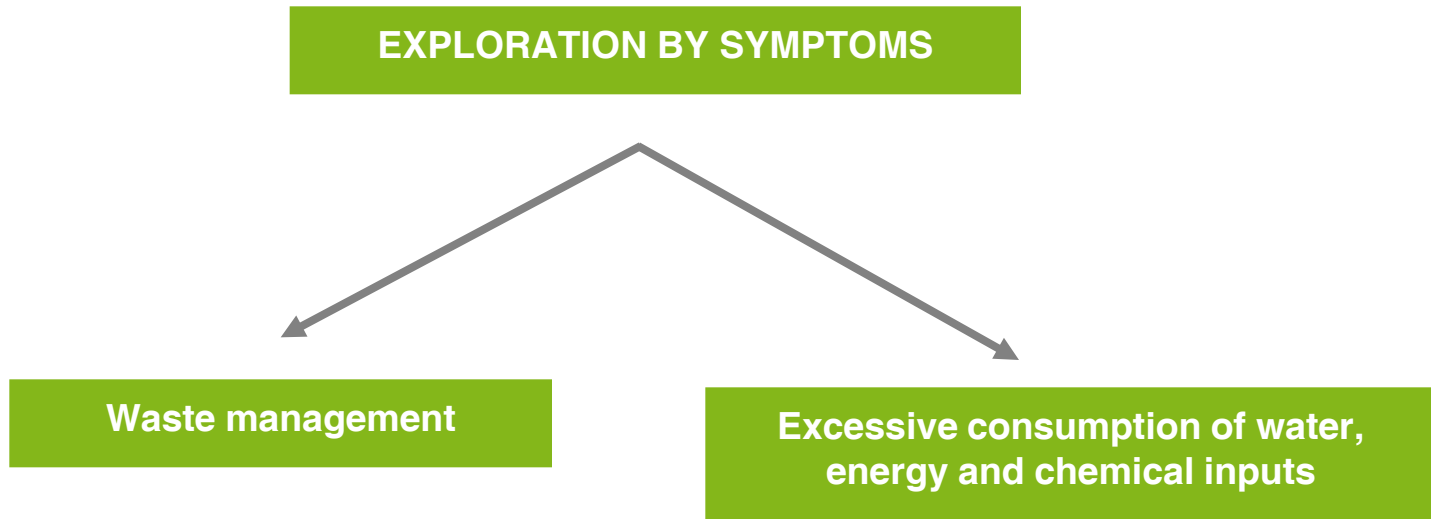 EXPLORATION BY SYMPTOMS
Waste management
Excessive consumption of water,
energy and chemical inputs